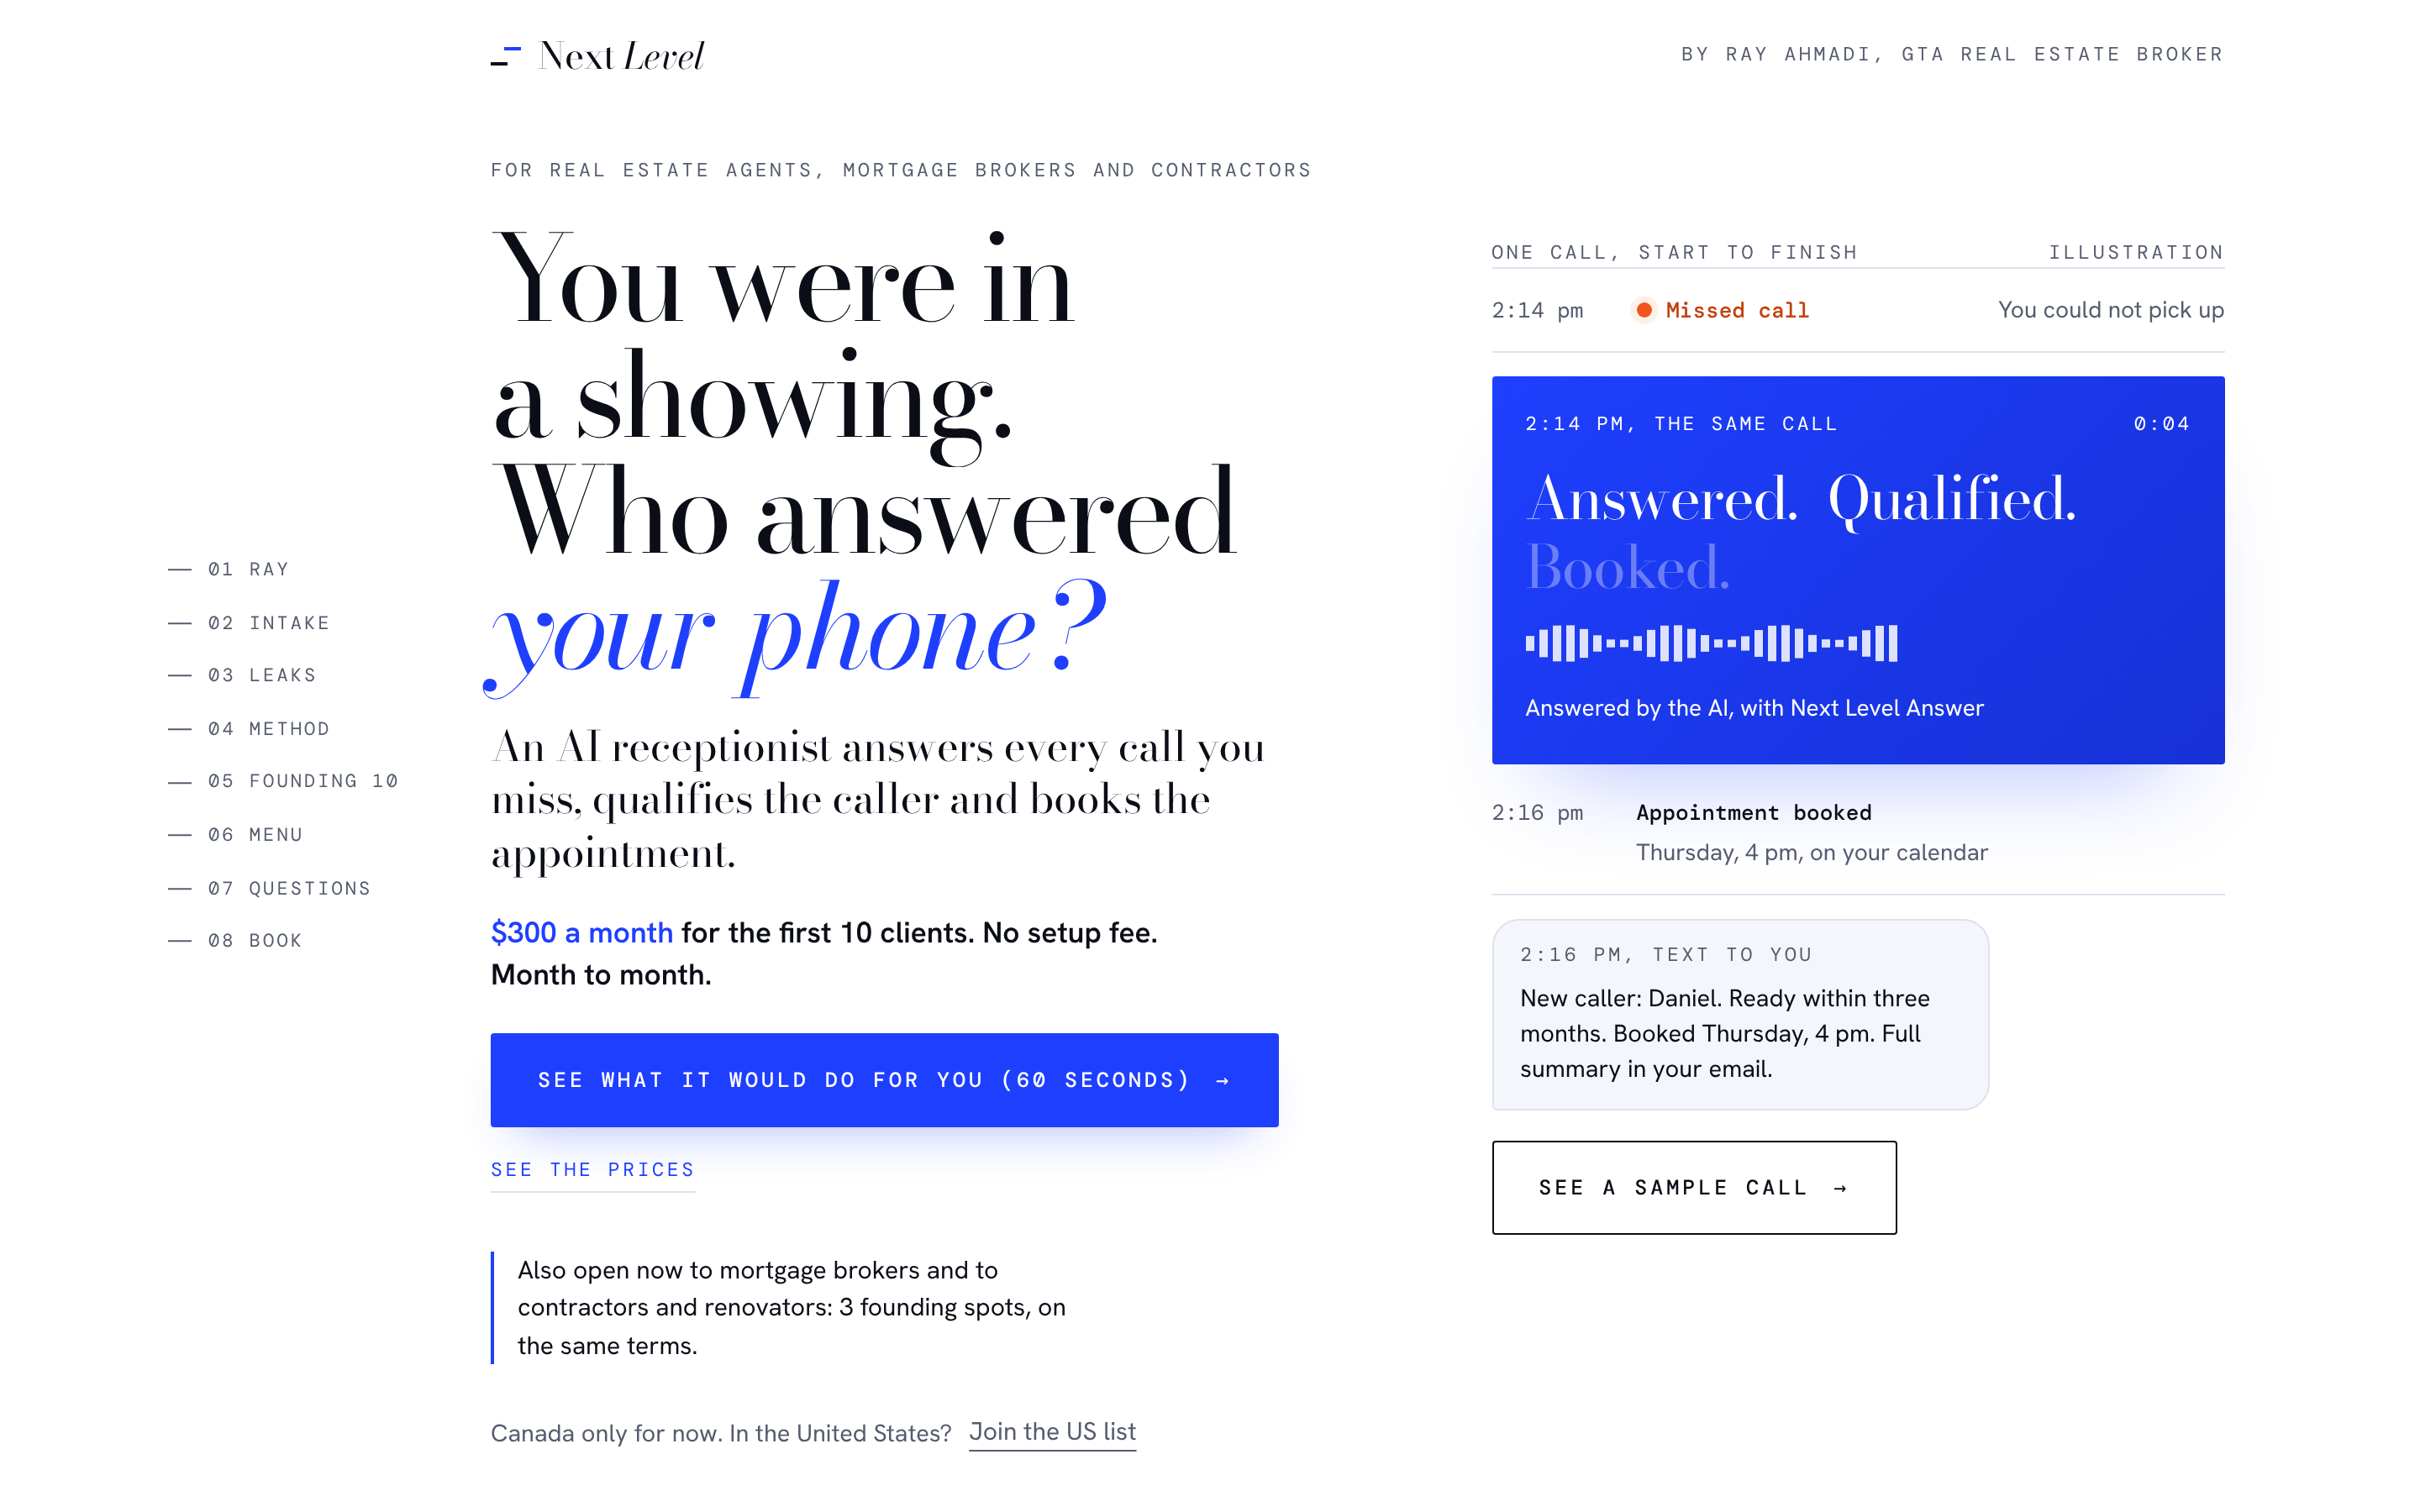 Next Level
BY RAY AHMADI, GTA REAL ESTATE BROKER
FOR REAL ESTATE AGENTS, MORTGAGE BROKERS AND CONTRACTORS
You were in
a showing.
Who answered
your phone?
An AI receptionist answers every call you
miss, qualifies the caller and books the
appointment.
$300 a month for the first 10 clients. No setup fee.
Month to month.
SEE WHAT IT WOULD DO FOR YOU (60 SECONDS) →
SEE THE PRICES
Also open now to mortgage brokers and to
contractors and renovators: 3 founding spots, on
the same terms.
Canada only for now. In the United States? Join the US list
01 RAY
02 INTAKE
03 LEAKS
04 METHOD
05 FOUNDING 10
06 MENU
07 QUESTIONS
08 BOOK
ONE CALL, START TO FINISH ILLUSTRATION
2:14 pm Missed call You could not pick up
2:14 PM, THE SAME CALL 0:04
Answered. Qualified.
Booked.
Answered by the AI, with Next Level Answer
2:16 pm Appointment booked
Thursday, 4 pm, on your calendar
2:16 PM, TEXT TO YOU
New caller: Daniel. Ready within three
months. Booked Thursday, 4 pm. Full
summary in your email.
SEE A SAMPLE CALL →